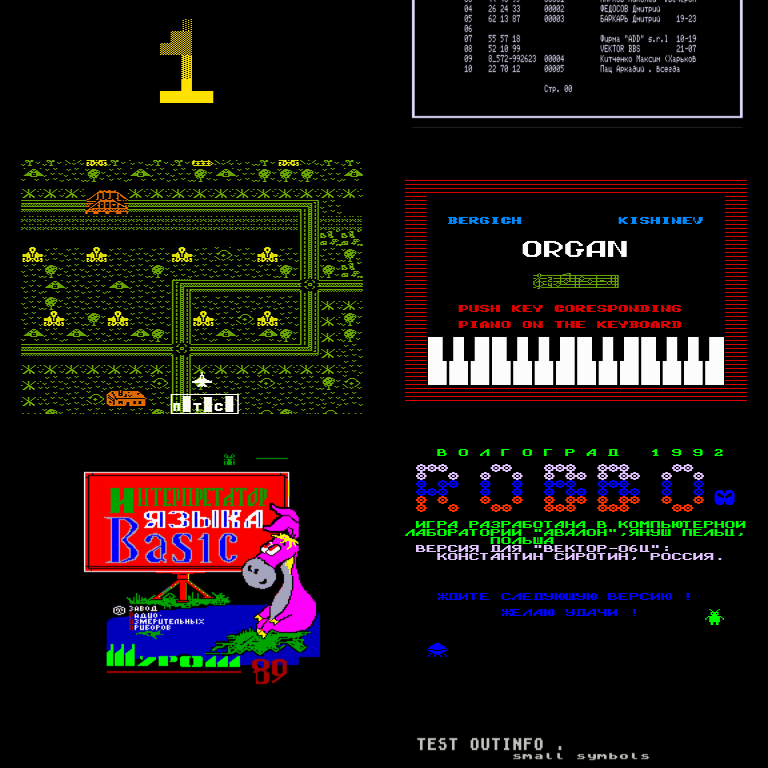 1
04 26 24 33 00002 ФЕДОСОВ Дмитрий
05 62 13 87 00003 БАРКАРЬ Дмитрий 19-23
06
07 55 57 18 Фирма "ADD" s.r.l 10-19
08 52 10 99 VEKTOR BBS 21-07
09 8_572-992623 00004 Китченко Максим (Харьков
10 22 70 12 00005 Пац Аркадий . Всегда
Стр. 00
BERGICH KISHINEV
ORGAN
PUSH KEY CORESPONDING
PIANO ON THE KEYBOARD
ИНТЕРПРЕТАТОР
ЯЗЫКА
Basic
ЗАВОД
РАДИО-
ИЗМЕРИТЕЛЬНЫХ
ПРИБОРОВ
89
ВОЛГОГРАД 1992
ROBBO
ИГРА РАЗРАБОТАНА В КОМПЬЮТЕРНОЙ
ЛАБОРАТОРИИ "АВАЛОН",ЯНУШ ПЕЛЬЦ,
ПОЛЬША
ВЕРСИЯ ДЛЯ "ВЕКТОР-06Ц":
КОНСТАНТИН СИРОТИН, РОССИЯ.
ЖДИТЕ СЛЕДУЮЩУЮ ВЕРСИЮ !
ЖЕЛАЮ УДАЧИ !
TEST OUTINFO .
small symbols